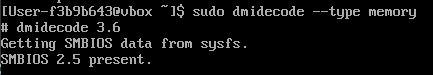 [User-f3b9b643@vbox ~]$ sudo dmidecode --type memory
# dmidecode 3.6
Getting SMBIOS data from sysfs.
SMBIOS 2.5 present.